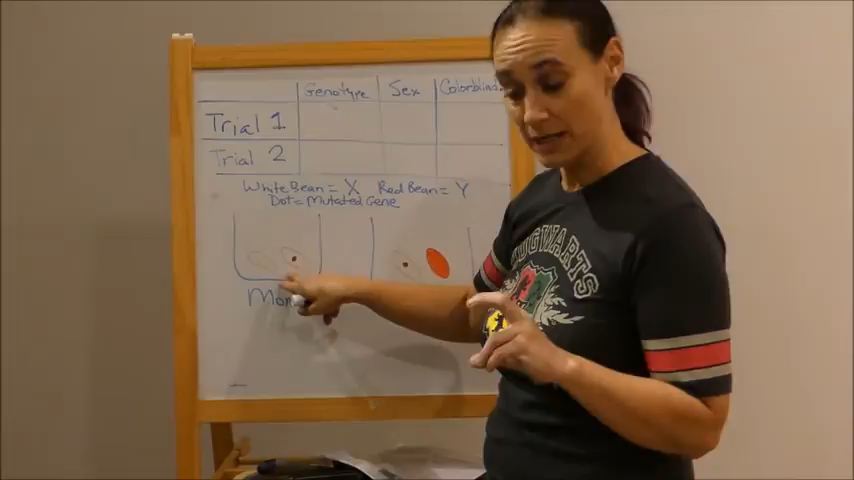 Genotype Sex Colorblind
Trial 1
Trial 2
White Bean = X Red Bean = Y
Dot = Mutated Gene
HOGWARTS